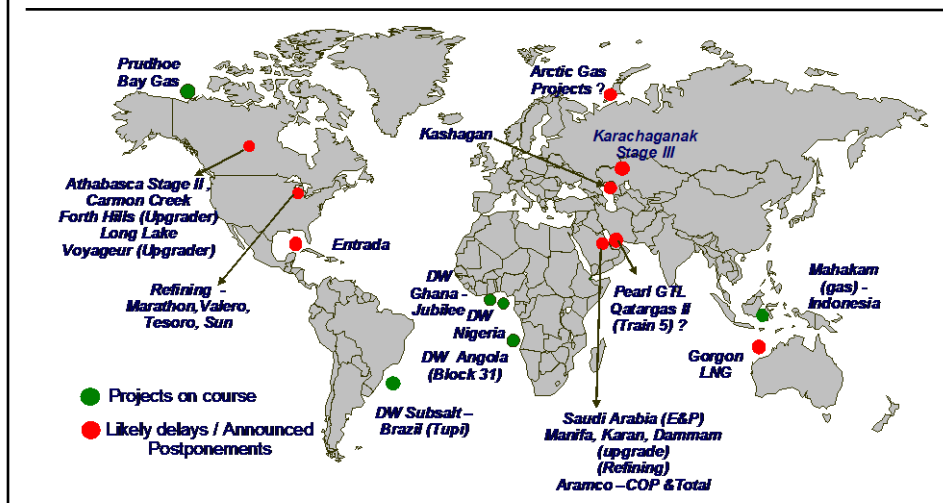 Prudhoe
Bay Gas
Arctic Gas
Projects ?
Kashagan
Karachaganak
Stage III
Athabasca Stage II ,
Carmon Creek
Forth Hills (Upgrader)
Long Lake
Voyageur (Upgrader)
Entrada
Refining -
Marathon,Valero,
Tesoro, Sun
DW
Ghana -
Jubilee
DW
Nigeria
DW Angola
(Block 31)
Pearl GTL
Qatargas II
(Train 5) ?
Mahakam
(gas) -
Indonesia
Gorgon
LNG
DW Subsalt –
Brazil (Tupi)
Saudi Arabia (E&P)
Manifa, Karan, Dammam
(upgrade)
(Refining)
Aramco –COP &Total
Projects on course
Likely delays / Announced
Postponements